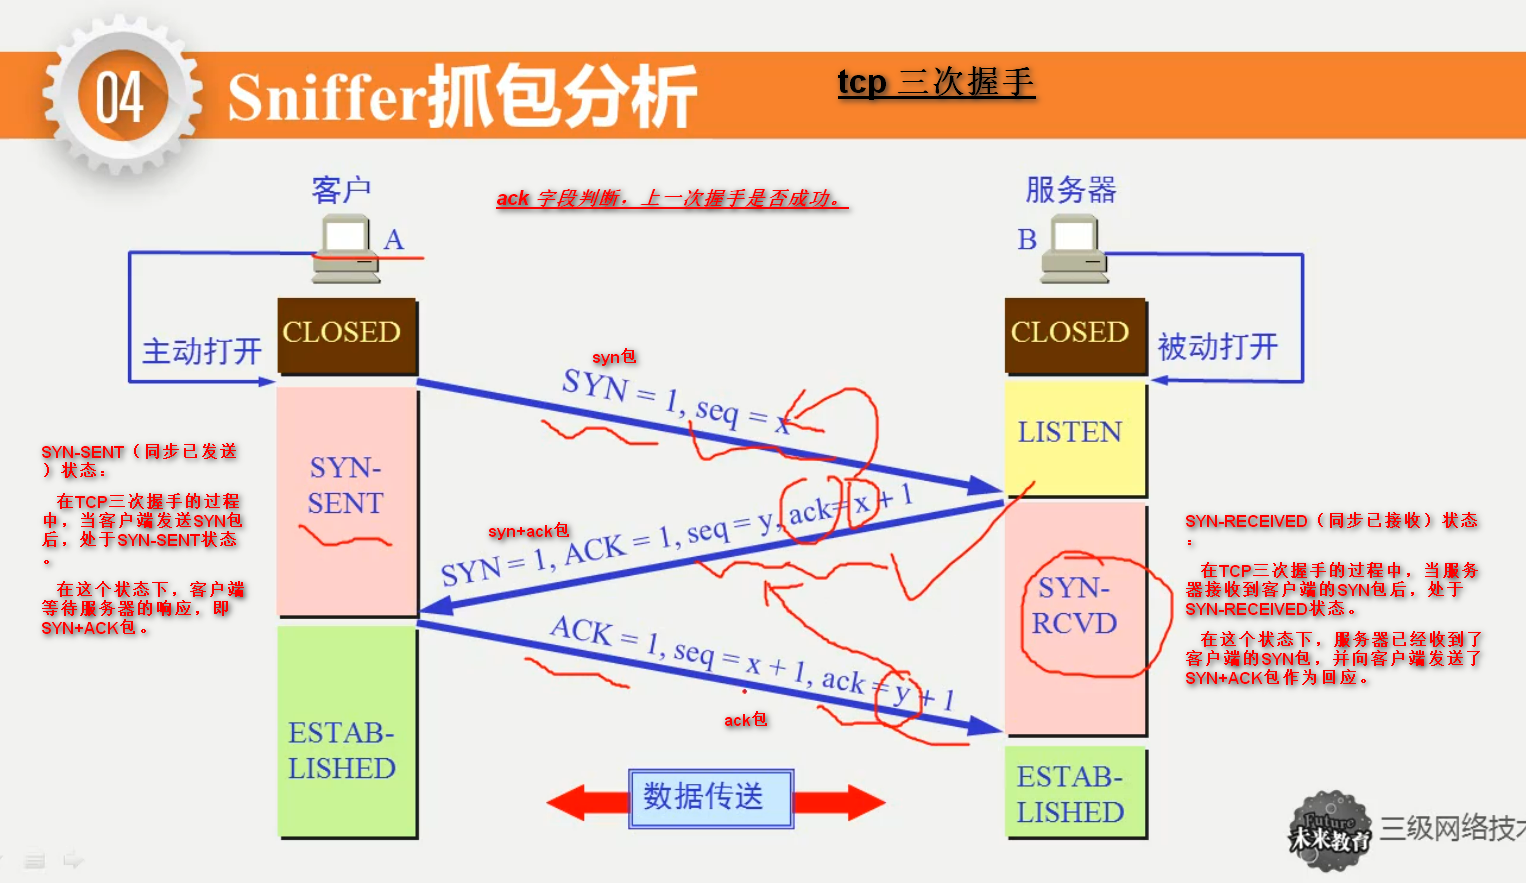 04
Sniffer抓包分析
tcp 三次握手
客户
ack 字段判断．上一次握手是否成功。
服务器
A
B
CLOSED
CLOSED
主动打开
被动打开
syn包
SYN = 1, seq = x
LISTEN
SYN-SENT（同步已发送
）状态：
在TCP三次握手的过程
中，当客户端发送SYN包
后，处于SYN-SENT状态
。
在这个状态下，客户端
等待服务器的响应，即
SYN+ACK包。
SYN-
SENT
syn+ack包
SYN = 1, ACK = 1, seq = y, ack= x + 1
SYN-
RCVD
SYN-RECEIVED（同步已接收）状态
：
在TCP三次握手的过程中，当服务
器接收到客户端的SYN包后，处于
SYN-RECEIVED状态。
在这个状态下，服务器已经收到了
客户端的SYN包，并向客户端发送了
SYN+ACK包作为回应。
ACK = 1, seq = x + 1, ack = y + 1
ack包
ESTAB-
LISHED
数据传送
ESTAB-
LISHED
Future
未来教育
三级网络技